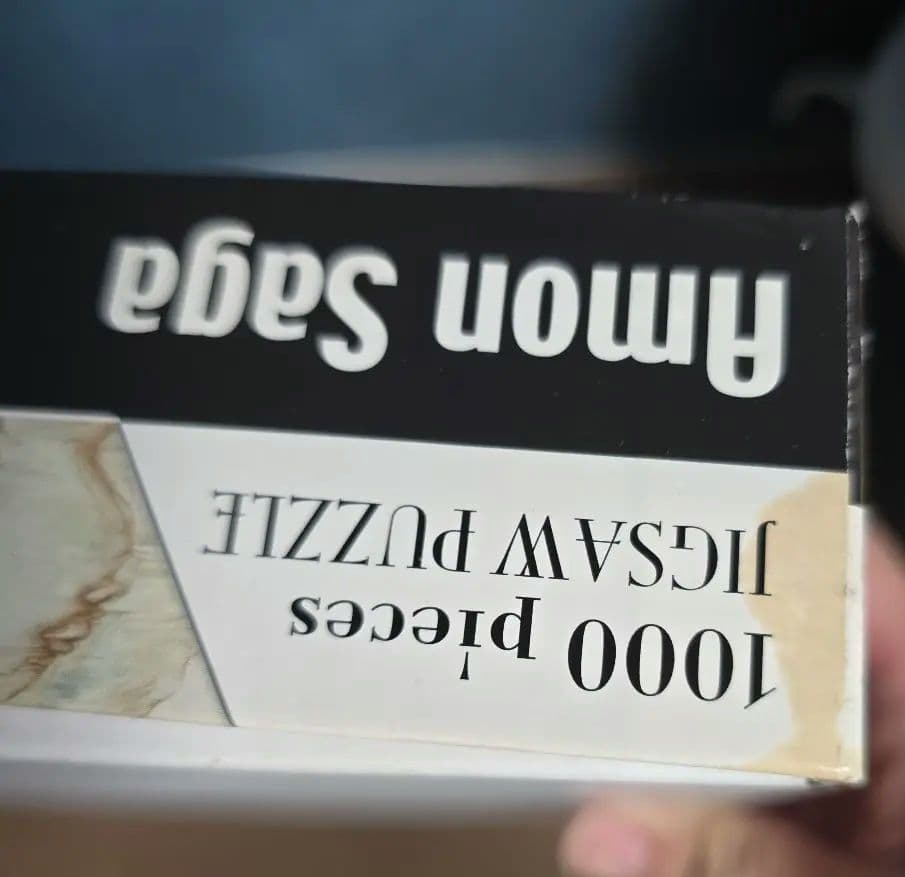 Amon Saga
1000 pieces
JIGSAW PUZZLE